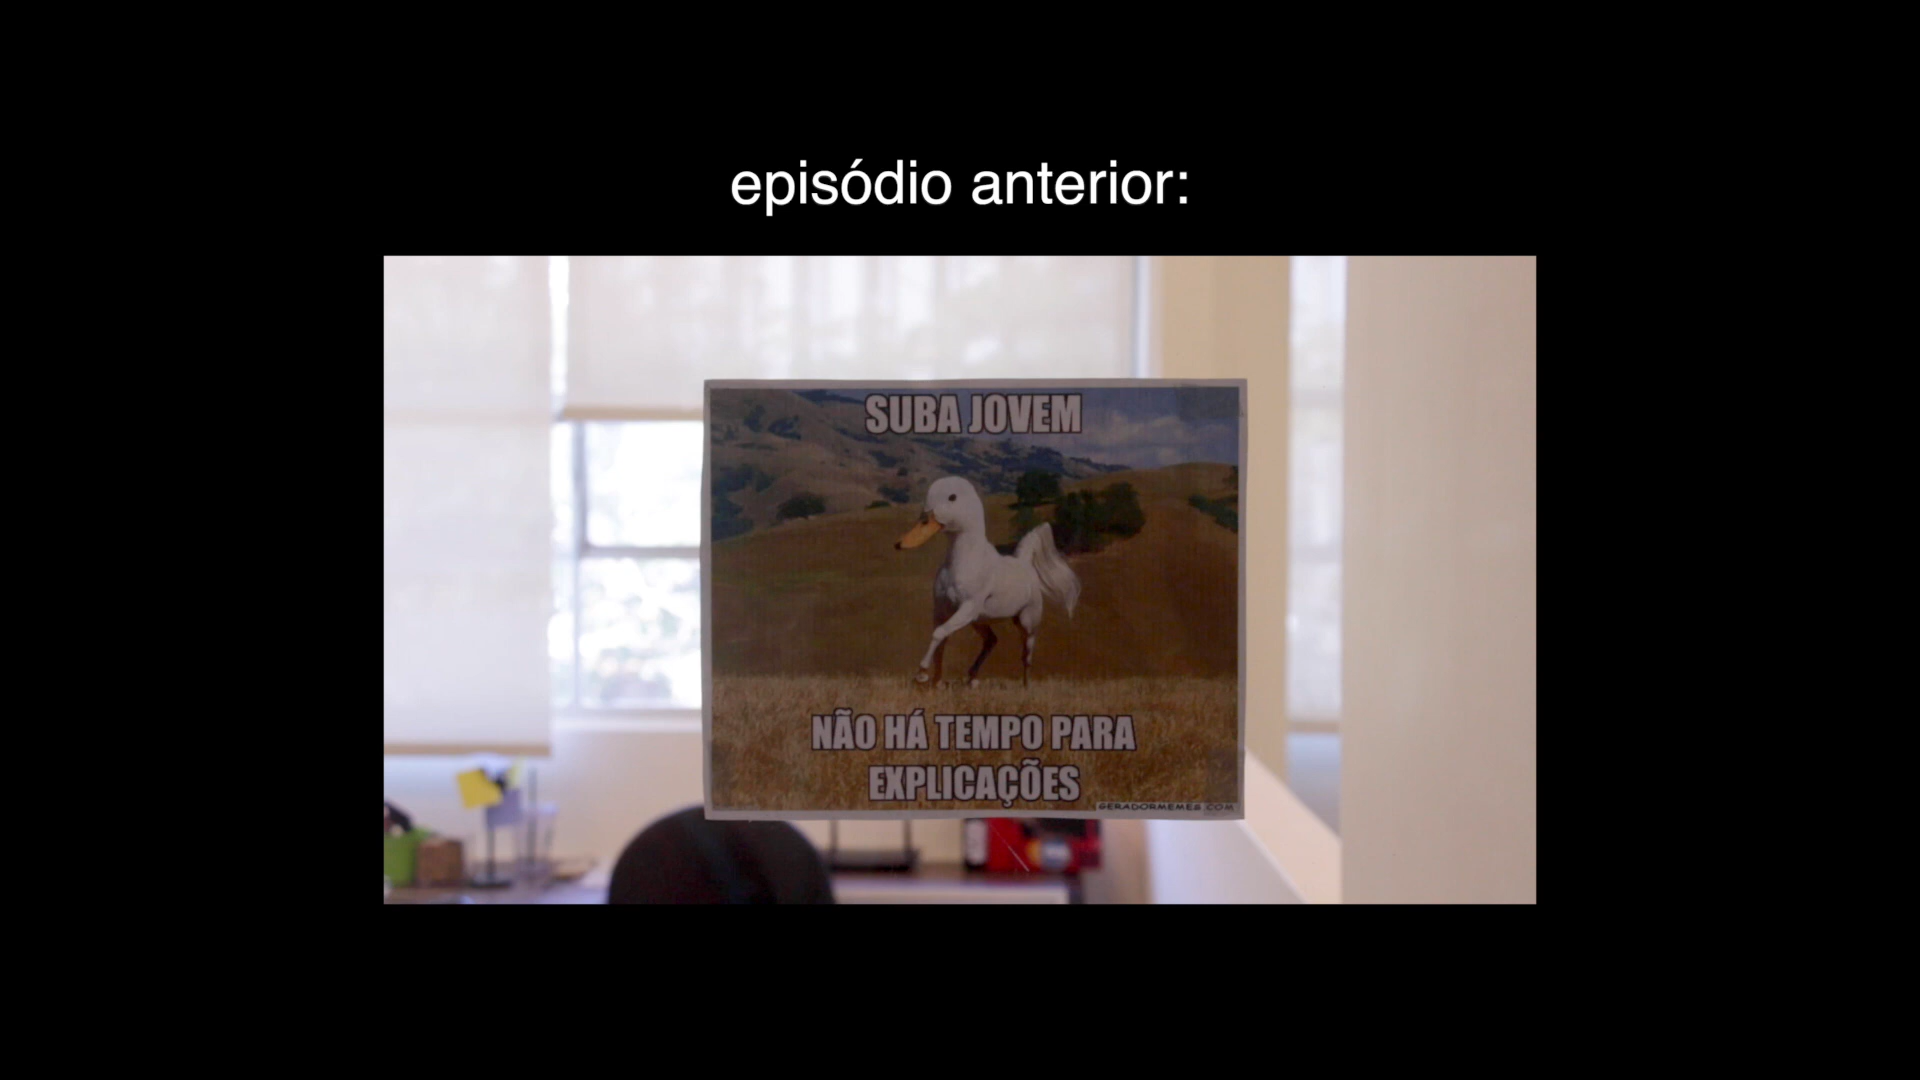 episódio anterior:
SUBA JOVEM
NÃO HÁ TEMPO PARA
EXPLICAÇÕES
GERADORMEMES.COM